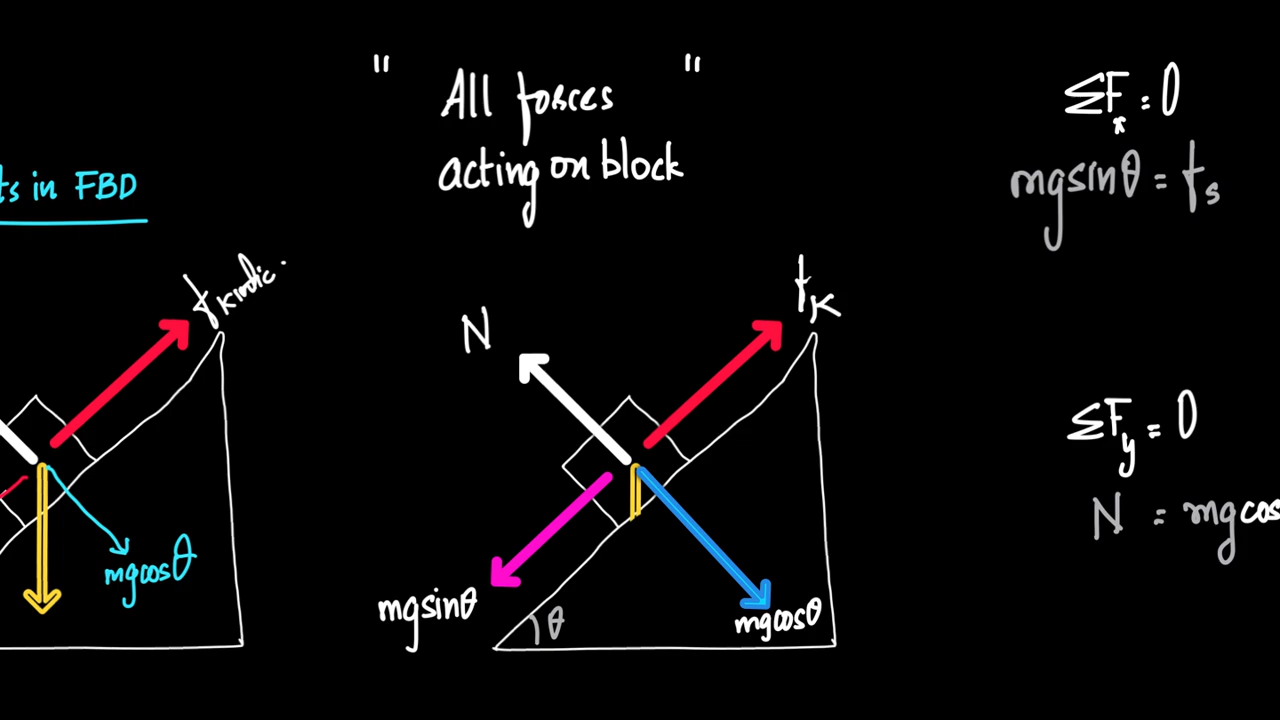 " All forces "
acting on block
ts in FBD
f kinetic
mgcosθ
N
fK
mgsinθ
θ
mgcosθ
ΣFx = 0
mgsinθ = fs
ΣFy = 0
N = mgcos